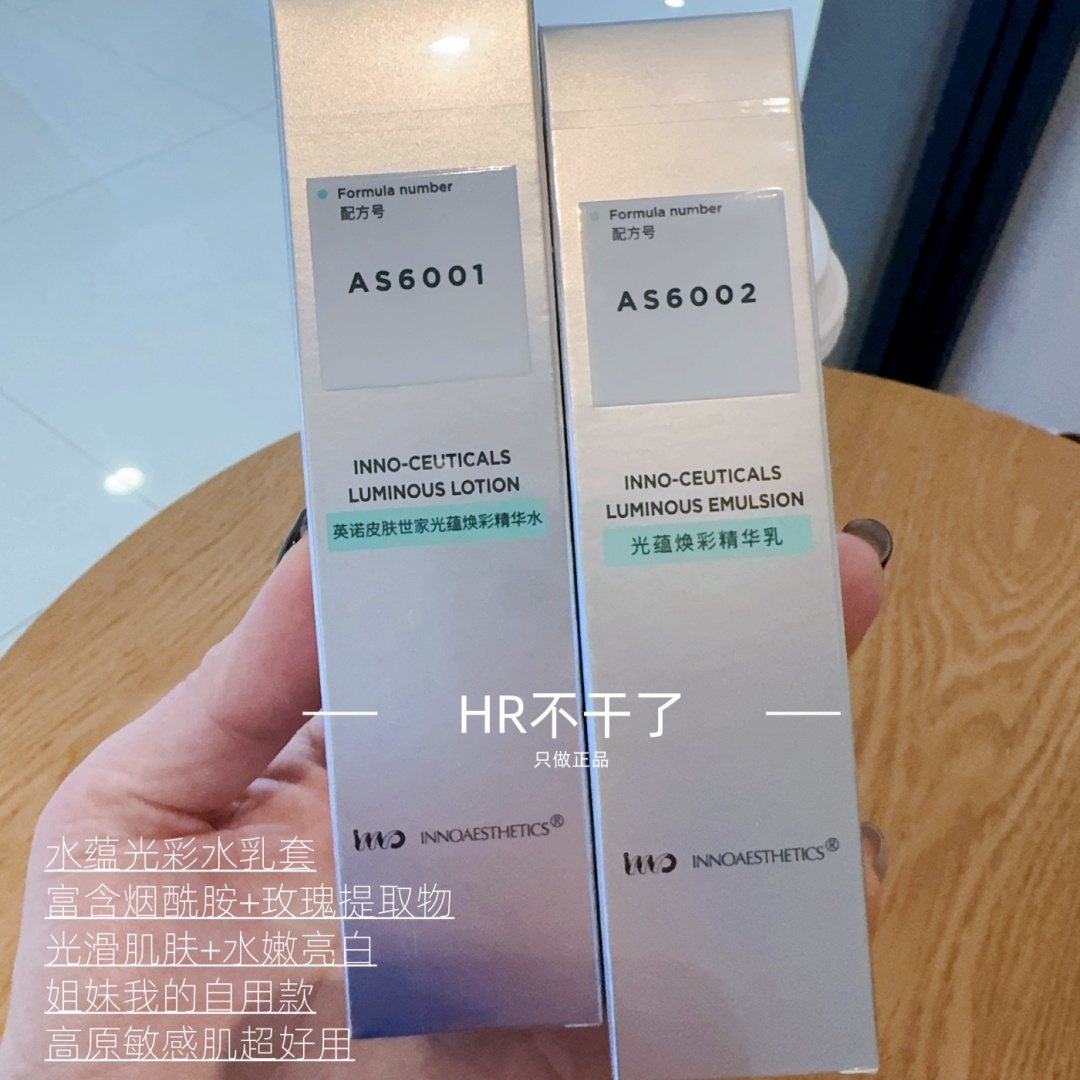 Formula number
配方号
AS6001
INNO-CEUTICALS
LUMINOUS LOTION
英诺皮肤世家光蕴焕彩精华水
INNO INNOAESTHETICS®
Formula number
配方号
AS6002
INNO-CEUTICALS
LUMINOUS EMULSION
光蕴焕彩精华乳
INNO INNOAESTHETICS®
HR不干了
只做正品
水蕴光彩水乳套
富含烟酰胺+玫瑰提取物
光滑肌肤+水嫩亮白
姐妹我的自用款
高原敏感肌超好用